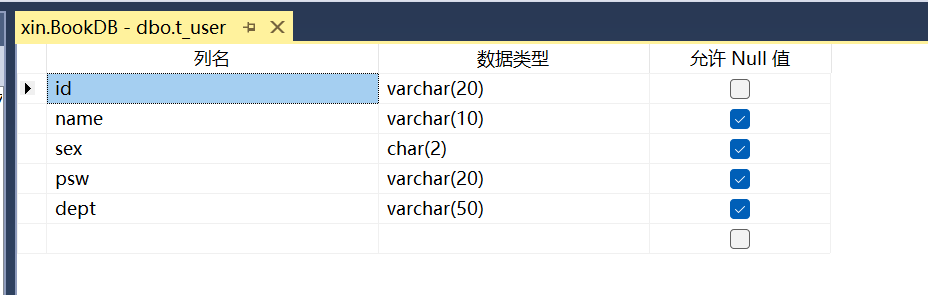 xin.BookDB - dbo.t_user
列名 数据类型 允许 Null 值
id varchar(20)
name varchar(10)
sex char(2)
psw varchar(20)
dept varchar(50)